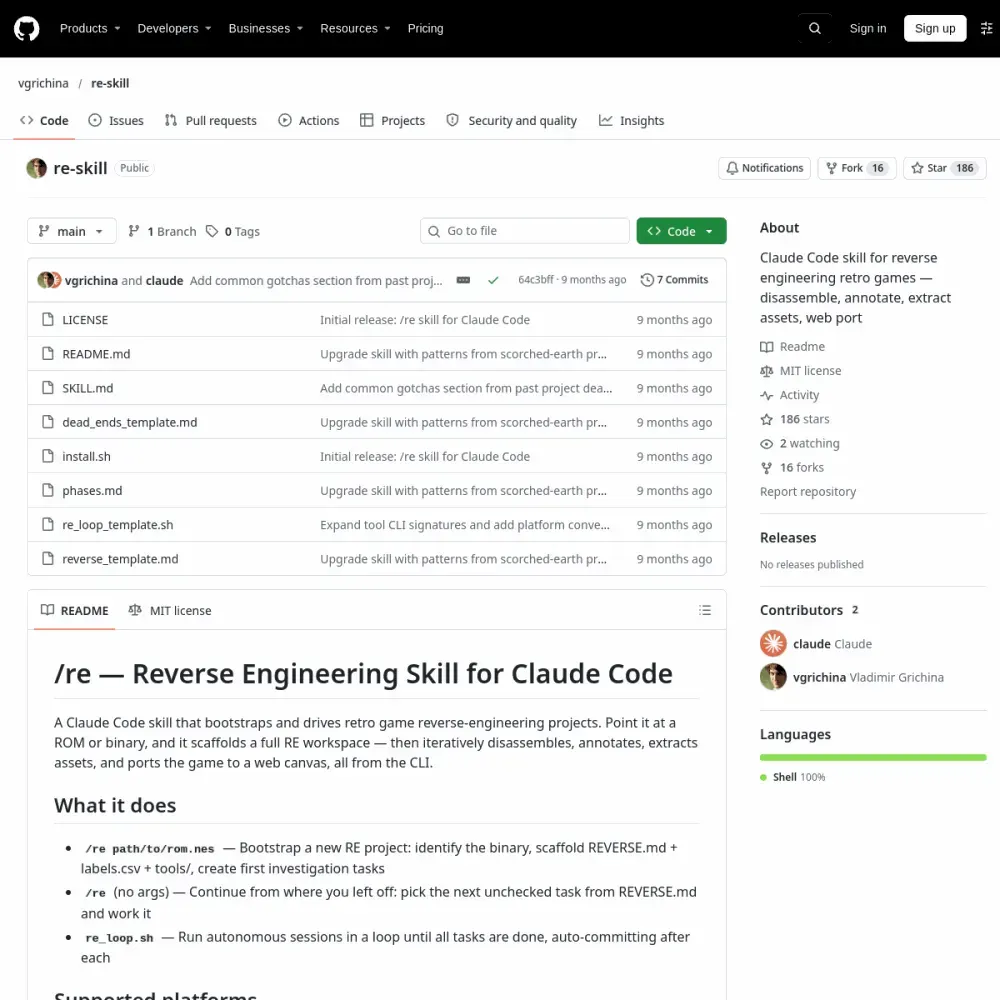 Products Developers Businesses Resources Pricing Sign in Sign up
vgrichina / re-skill
Code Issues Pull requests Actions Projects Security and quality Insights
re-skill Public Notifications Fork 16 Star 186
main 1 Branch 0 Tags Go to file Code
vgrichina and claude Add common gotchas section from past proj... 64c3bff · 9 months ago 7 Commits
LICENSE Initial release: /re skill for Claude Code 9 months ago
README.md Upgrade skill with patterns from scorched-earth pr... 9 months ago
SKILL.md Add common gotchas section from past project dea... 9 months ago
dead_ends_template.md Upgrade skill with patterns from scorched-earth pr... 9 months ago
install.sh Initial release: /re skill for Claude Code 9 months ago
phases.md Upgrade skill with patterns from scorched-earth pr... 9 months ago
re_loop_template.sh Expand tool CLI signatures and add platform conve... 9 months ago
reverse_template.md Upgrade skill with patterns from scorched-earth pr... 9 months ago
README MIT license
/re — Reverse Engineering Skill for Claude Code
A Claude Code skill that bootstraps and drives retro game reverse-engineering projects. Point it at a
ROM or binary, and it scaffolds a full RE workspace — then iteratively disassembles, annotates, extracts
assets, and ports the game to a web canvas, all from the CLI.
What it does
/re path/to/rom.nes — Bootstrap a new RE project: identify the binary, scaffold REVERSE.md +
labels.csv + tools/, create first investigation tasks
/re (no args) — Continue from where you left off: pick the next unchecked task from REVERSE.md
and work it
re_loop.sh — Run autonomous sessions in a loop until all tasks are done, auto-committing after
each
Supported platforms
About
Claude Code skill for reverse
engineering retro games —
disassemble, annotate, extract
assets, web port
Readme
MIT license
Activity
186 stars
2 watching
16 forks
Report repository
Releases
No releases published
Contributors 2
claude Claude
vgrichina Vladimir Grichina
Languages
Shell 100%